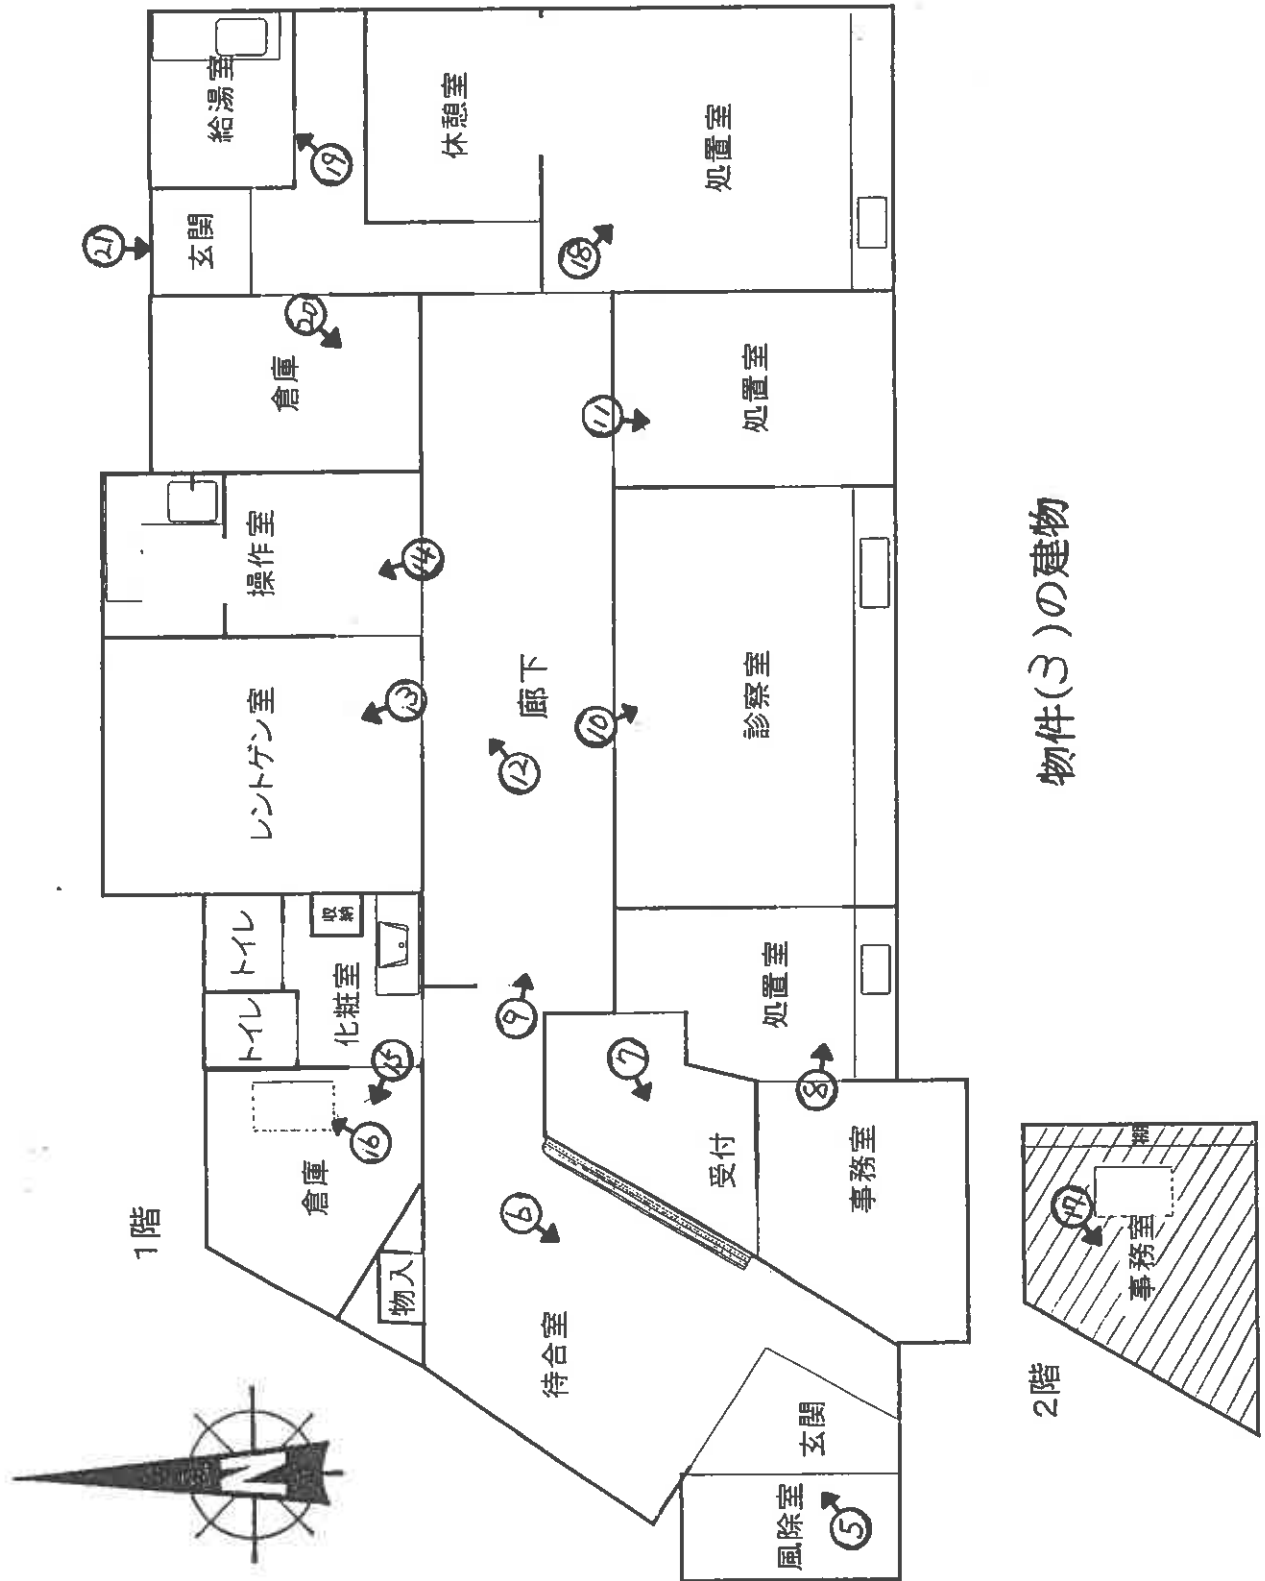 1階
給湯室
㉑
玄関
⑲
休憩室
処置室
⑱
⑳
倉庫
⑪
処置室
操作室
⑭
レントゲン室
⑬
廊下
⑫
⑩
診察室
トイレ
トイレ
収納
化粧室
⑮
⑯
倉庫
物入
⑨
⑦
処置室
⑧
受付
事務室
⑥
待合室
玄関
風除室
⑤
N
2階
棚
⑰
事務室
物件(3)の建物